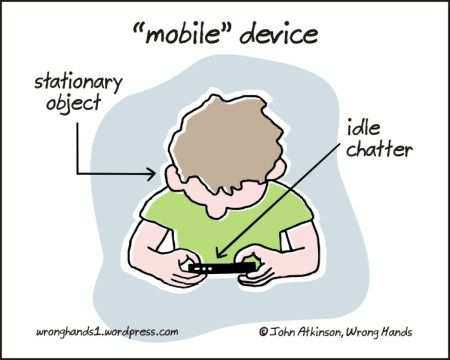 “mobile” device
stationary
object
idle
chatter
wronghands1.wordpress.com
© John Atkinson, Wrong Hands